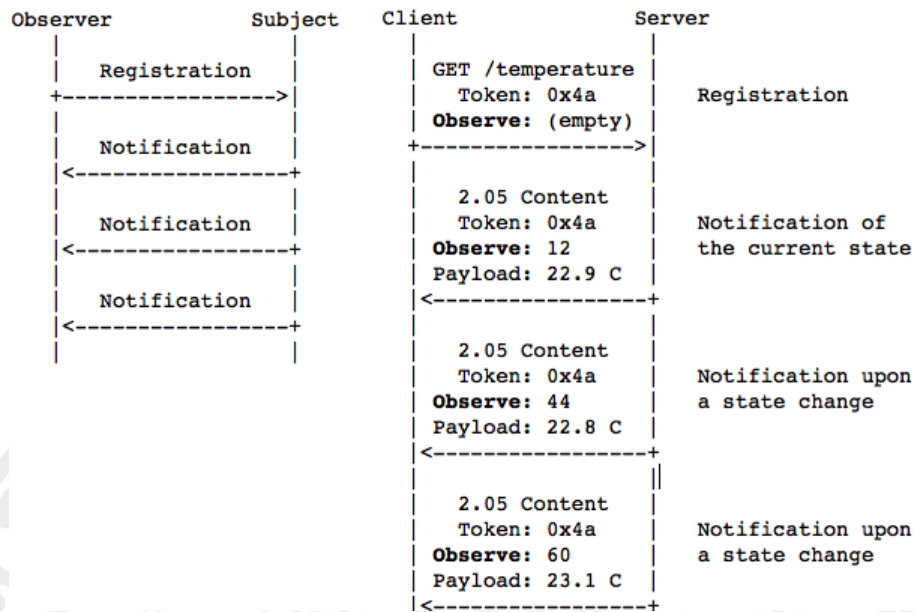 Observer Subject
Registration
Notification
Notification
Notification
Client Server
GET /temperature
Token: 0x4a Registration
Observe: (empty)
2.05 Content
Token: 0x4a Notification of
Observe: 12 the current state
Payload: 22.9 C
2.05 Content
Token: 0x4a Notification upon
Observe: 44 a state change
Payload: 22.8 C
2.05 Content
Token: 0x4a Notification upon
Observe: 60 a state change
Payload: 23.1 C